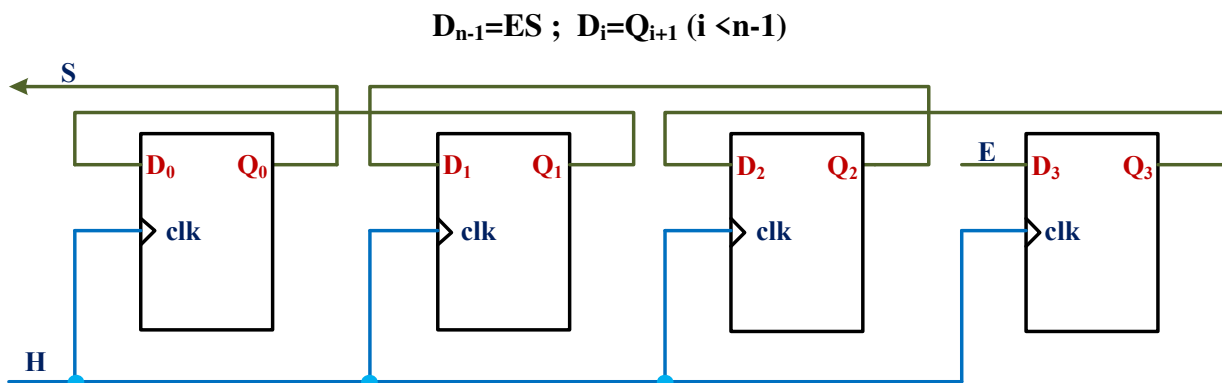 Dₙ₋₁=ES ; Dᵢ=Qᵢ₊₁ (i <n-1)
S
E
D₀ Q₀ D₁ Q₁ D₂ Q₂ D₃ Q₃
clk clk clk clk
H